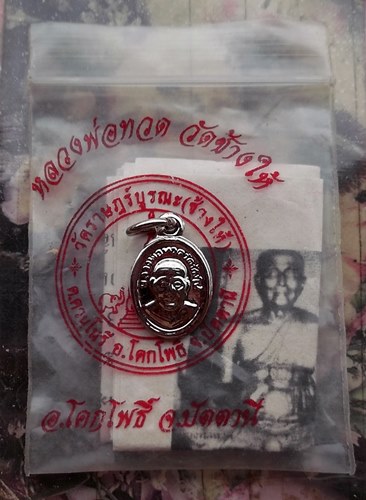 หลวงพ่อทวด วัดช้างให้
วัดราษฎร์บูรณะ(ช้างให้)
อ.โคกโพธิ์ จ.ปัตตานี
อ.โคกโพธิ์ จ.ปัตตานี